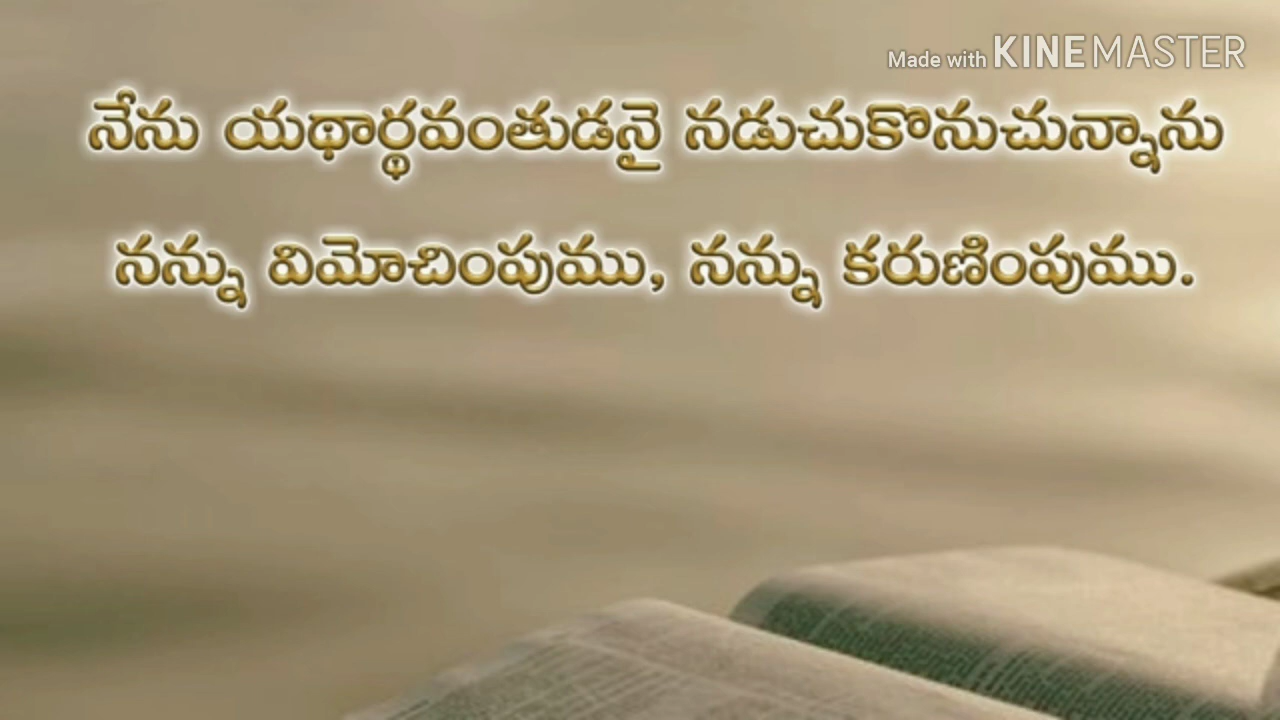 Made with KINEMASTER
నేను యథార్థవంతుడనై నడుచుకొనుచున్నాను
నన్ను విమోచింపుము, నన్ను కరుణింపుము.